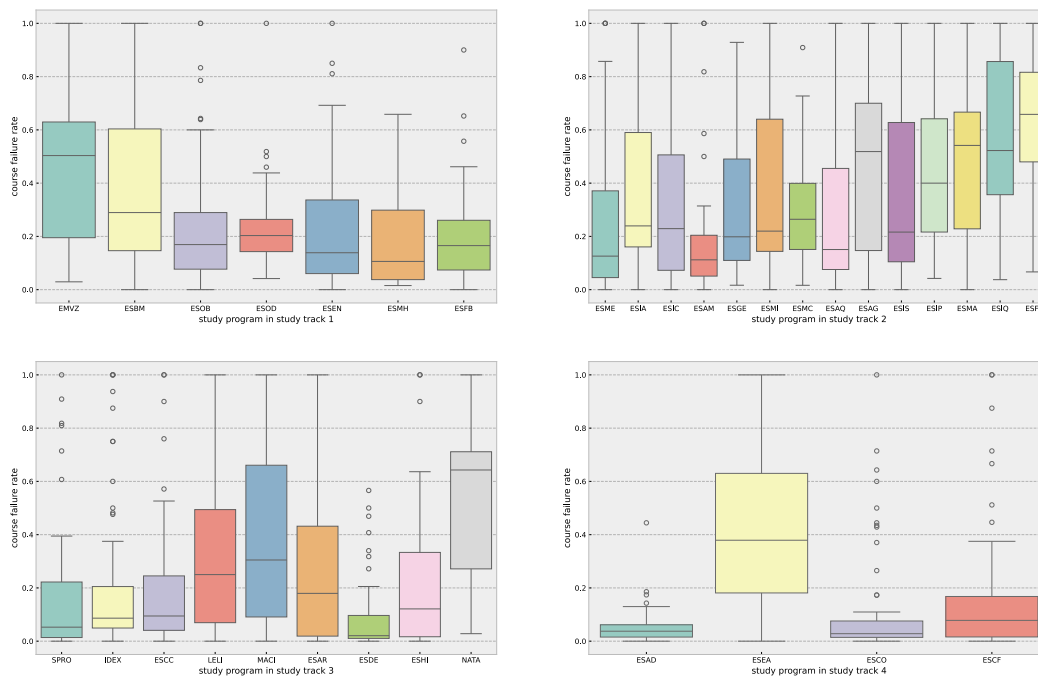 1.0
0.8
0.6
0.4
0.2
0.0
course failure rate
EMVZ ESBM ESOB ESOD ESEN ESMH ESFB
study program in study track 1
1.0
0.8
0.6
0.4
0.2
0.0
course failure rate
ESME ESIA ESIC ESAM ESGE ESMI ESMC ESAQ ESAG ESIS ESIP ESMA ESIQ
study program in study track 2
1.0
0.8
0.6
0.4
0.2
0.0
course failure rate
SPRO IDEX ESCC LELI MACI ESAR ESDE ESHI NATA
study program in study track 3
1.0
0.8
0.6
0.4
0.2
0.0
course failure rate
ESAD ESEA ESCO ESCF
study program in study track 4